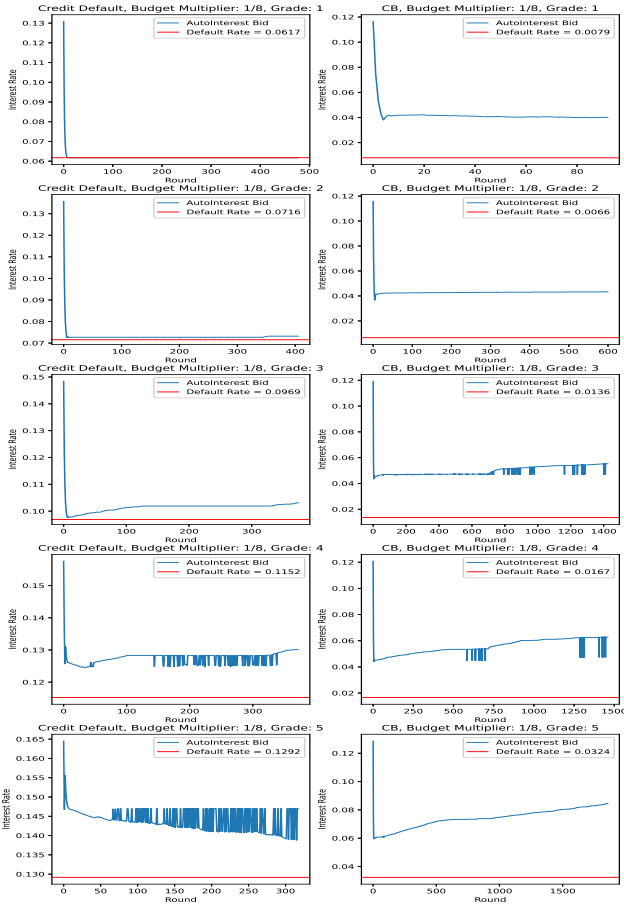 Credit Default, Budget Multiplier: 1/8, Grade: 1
Interest Rate
0.13
0.12
0.11
0.10
0.09
0.08
0.07
0.06
AutoInterest Bid
Default Rate = 0.0617
0 100 200 300 400 500
Round
CB, Budget Multiplier: 1/8, Grade: 1
Interest Rate
0.12
0.10
0.08
0.06
0.04
0.02
AutoInterest Bid
Default Rate = 0.0079
0 20 40 60 80
Round
Credit Default, Budget Multiplier: 1/8, Grade: 2
Interest Rate
0.13
0.12
0.11
0.10
0.09
0.08
0.07
AutoInterest Bid
Default Rate = 0.0716
0 100 200 300 400
Round
CB, Budget Multiplier: 1/8, Grade: 2
Interest Rate
0.12
0.10
0.08
0.06
0.04
0.02
AutoInterest Bid
Default Rate = 0.0066
0 100 200 300 400 500 600
Round
Credit Default, Budget Multiplier: 1/8, Grade: 3
Interest Rate
0.15
0.14
0.13
0.12
0.11
0.10
AutoInterest Bid
Default Rate = 0.0969
0 100 200 300
Round
CB, Budget Multiplier: 1/8, Grade: 3
Interest Rate
0.12
0.10
0.08
0.06
0.04
0.02
AutoInterest Bid
Default Rate = 0.0136
0 200 400 600 800 1000 1200 1400
Round
Credit Default, Budget Multiplier: 1/8, Grade: 4
Interest Rate
0.15
0.14
0.13
0.12
AutoInterest Bid
Default Rate = 0.1152
0 100 200 300
Round
CB, Budget Multiplier: 1/8, Grade: 4
Interest Rate
0.12
0.10
0.08
0.06
0.04
0.02
AutoInterest Bid
Default Rate = 0.0167
0 250 500 750 1000 1250 1500
Round
Credit Default, Budget Multiplier: 1/8, Grade: 5
Interest Rate
0.165
0.160
0.155
0.150
0.145
0.140
0.135
0.130
AutoInterest Bid
Default Rate = 0.1292
0 50 100 150 200 250 300
Round
CB, Budget Multiplier: 1/8, Grade: 5
Interest Rate
0.12
0.10
0.08
0.06
0.04
AutoInterest Bid
Default Rate = 0.0324
0 500 1000 1500
Round